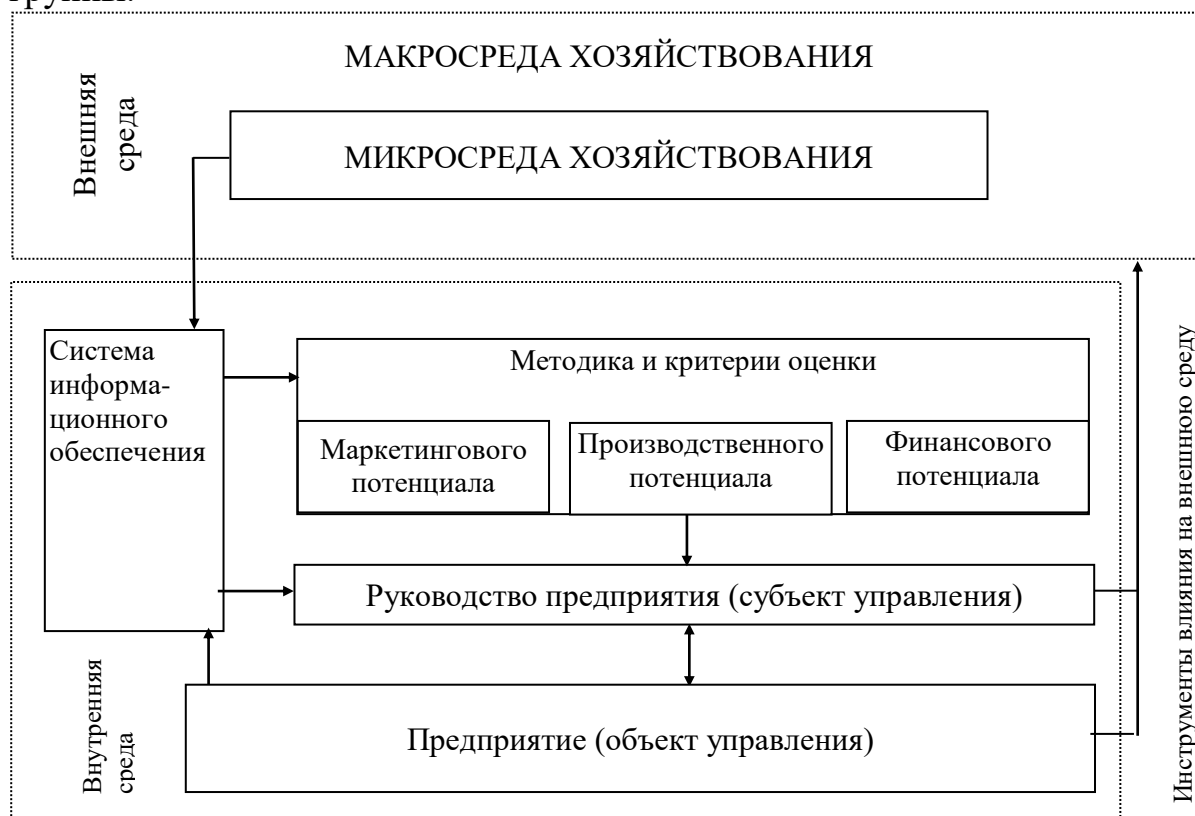 МАКРОСРЕДА ХОЗЯЙСТВОВАНИЯ
Внешняя
среда
МИКРОСРЕДА ХОЗЯЙСТВОВАНИЯ
Система
информа-
ционного
обеспечения
Методика и критерии оценки
Маркетингового
потенциала
Производственного
потенциала
Финансового
потенциала
Руководство предприятия (субъект управления)
Внутренняя
среда
Предприятие (объект управления)
Инструменты влияния на внешнюю среду